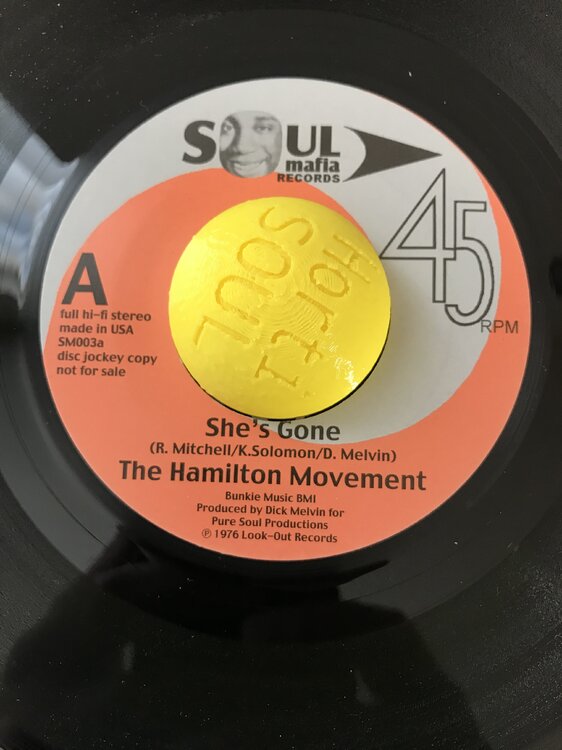 SOUL
mafia
RECORDS
45
RPM
A
full hi-fi stereo
made in USA
SM003a
disc jockey copy
not for sale
SOUL
Hortri
She's Gone
(R. Mitchell/K.Solomon/D. Melvin)
The Hamilton Movement
Bunkie Music BMI
Produced by Dick Melvin for
Pure Soul Productions
℗ 1976 Look-Out Records